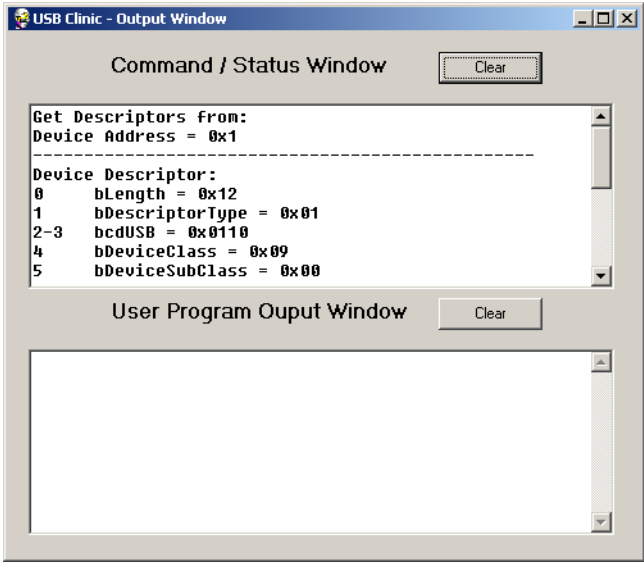 USB Clinic - Output Window
Command / Status Window
Clear
Get Descriptors from:
Device Address = 0x1
----------------------------------------------------
Device Descriptor:
0 bLength = 0x12
1 bDescriptorType = 0x01
2-3 bcdUSB = 0x0110
4 bDeviceClass = 0x09
5 bDeviceSubClass = 0x00
User Program Ouput Window
Clear